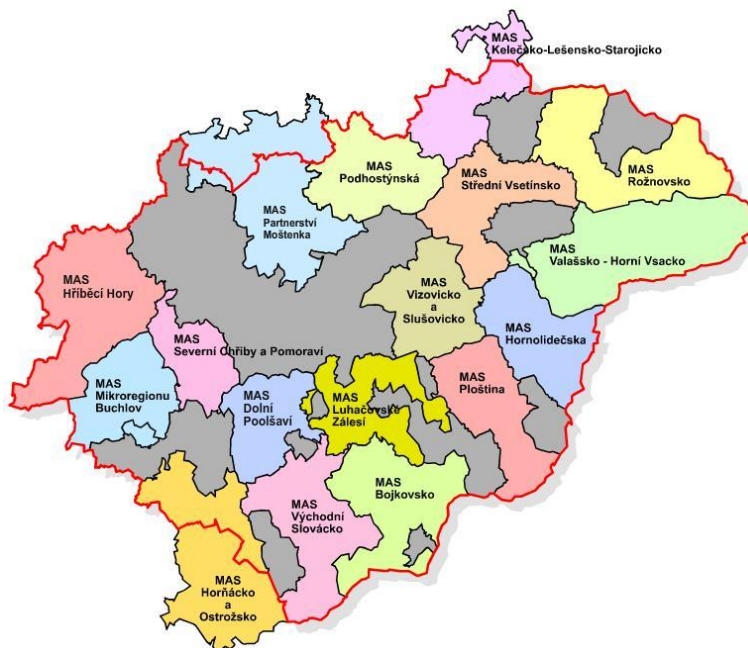 MAS
Kelečsko-Lešensko-Starojicko
MAS
Podhostýnská
MAS
Střední Vsetínsko
MAS
Rožnovsko
MAS
Partnerství
Moštěnka
MAS
Valašsko - Horní Vsacko
MAS
Hříběcí Hory
MAS
Vizovicko
a
Slušovicko
MAS
Hornolidečska
MAS
Severní Chřiby a Pomoraví
MAS
Ploština
MAS
Mikroregionu
Buchlov
MAS
Dolní
Poolšaví
MAS
Luhačovské
Zálesí
MAS
Bojkovsko
MAS
Východní
Slovácko
MAS
Horňácko
a
Ostrožsko